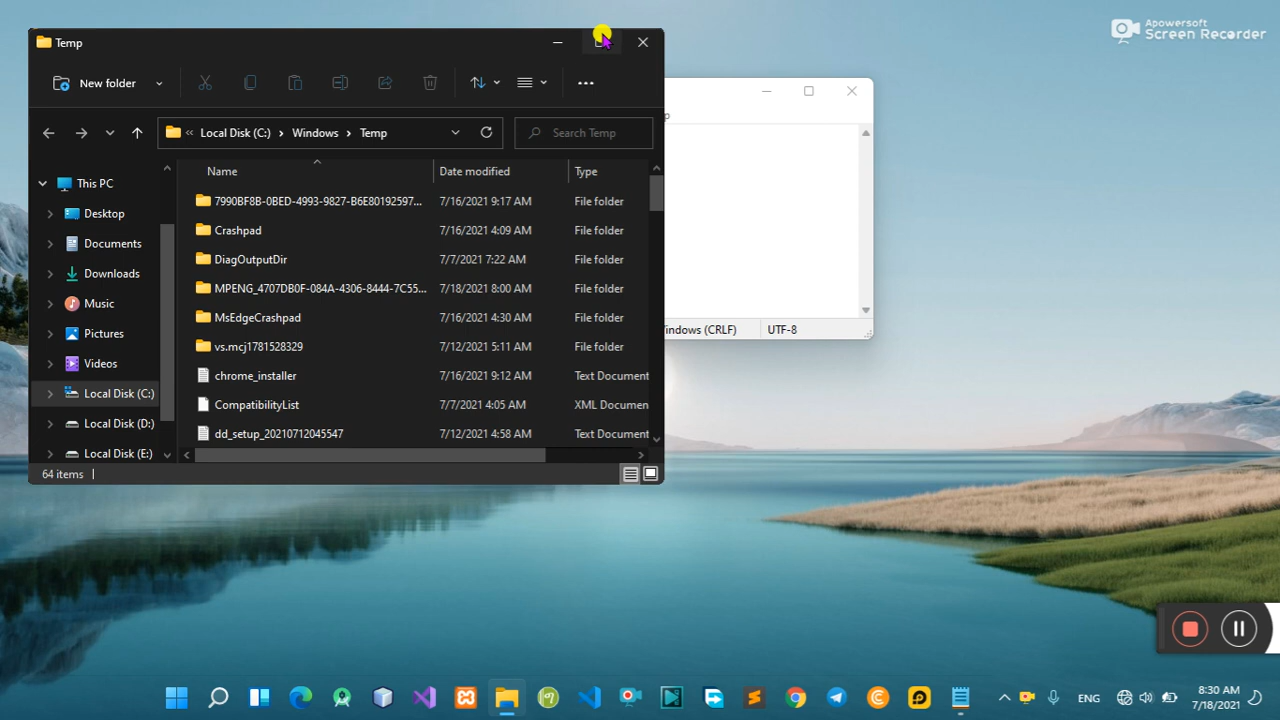 Apowersoft
Screen Recorder
Temp
New folder
Local Disk (C:) Windows Temp
Search Temp
Name Date modified Type
This PC
Desktop
Documents
Downloads
Music
Pictures
Videos
Local Disk (C:)
Local Disk (D:)
Local Disk (E:)
7990BF8B-0BED-4993-9827-B6E80192597... 7/16/2021 9:17 AM File folder
Crashpad 7/16/2021 4:09 AM File folder
DiagOutputDir 7/7/2021 7:22 AM File folder
MPENG_4707DB0F-084A-4306-8444-7C55... 7/18/2021 8:00 AM File folder
MsEdgeCrashpad 7/16/2021 4:30 AM File folder
vs.mcj1781528329 7/12/2021 5:11 AM File folder
chrome_installer 7/16/2021 9:12 AM Text Document
CompatibilityList 7/7/2021 4:05 AM XML Documen
dd_setup_20210712045547 7/12/2021 4:58 AM Text Document
64 items
p
indows (CRLF) UTF-8
ENG
8:30 AM
7/18/2021